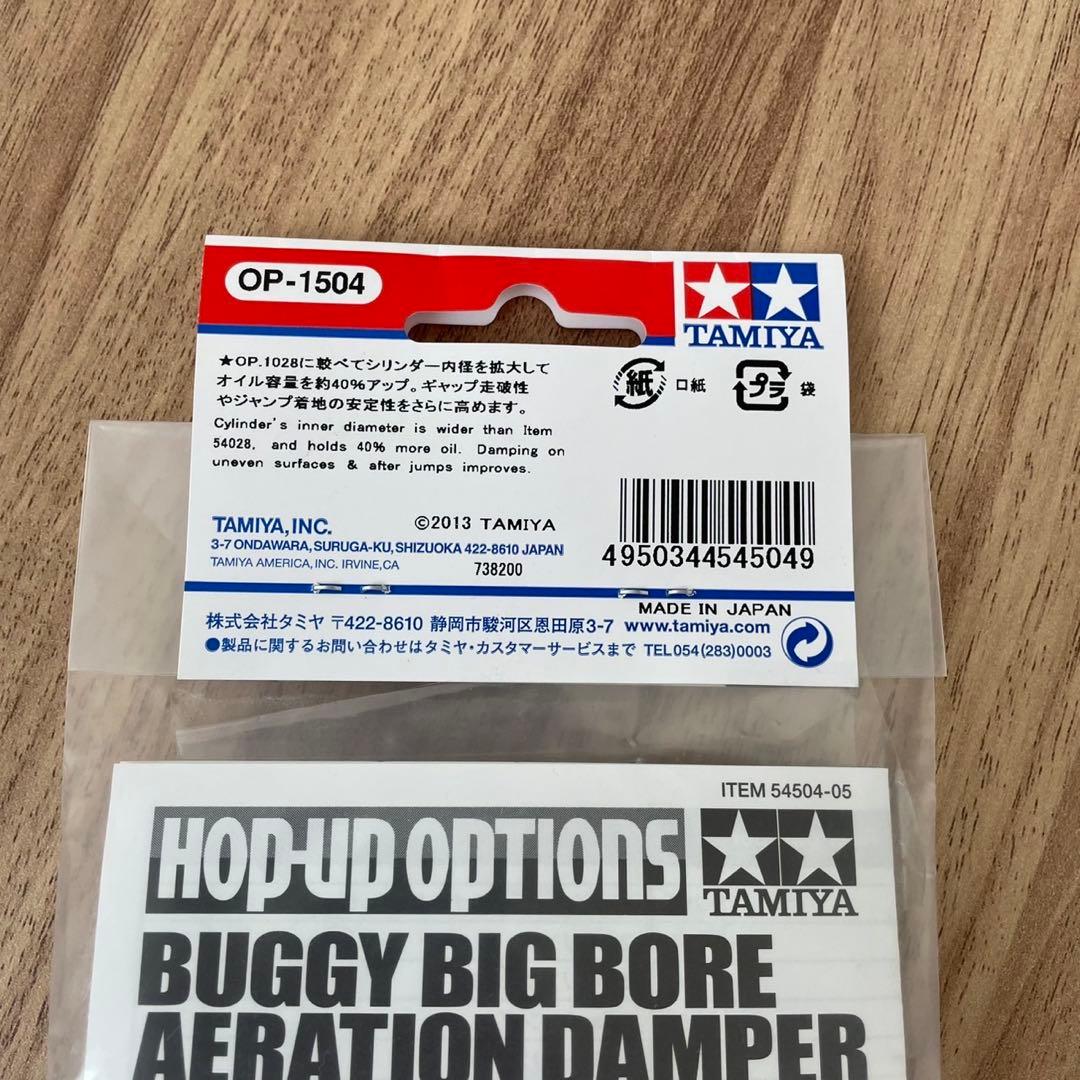 OP-1504
TAMIYA
★OP.1028に較べてシリンダー内径を拡大して
オイル容量を約40%アップ。ギャップ走破性
やジャンプ着地の安定性をさらに高めます。
Cylinder's inner diameter is wider than Item
54028, and holds 40% more oil. Damping on
uneven surfaces & after jumps improves.
紙 口紙 プラ 袋
TAMIYA, INC. ©2013 TAMIYA
3-7 ONDAWARA, SURUGA-KU, SHIZUOKA 422-8610 JAPAN
TAMIYA AMERICA, INC. IRVINE, CA 738200
4950344545049
MADE IN JAPAN
株式会社タミヤ 〒422-8610 静岡市駿河区恩田原3-7 www.tamiya.com
●製品に関するお問い合わせはタミヤ・カスタマーサービスまで TEL054(283)0003
ITEM 54504-05
HOP-UP OPTIONS
TAMIYA
BUGGY BIG BORE
AERATION DAMPER